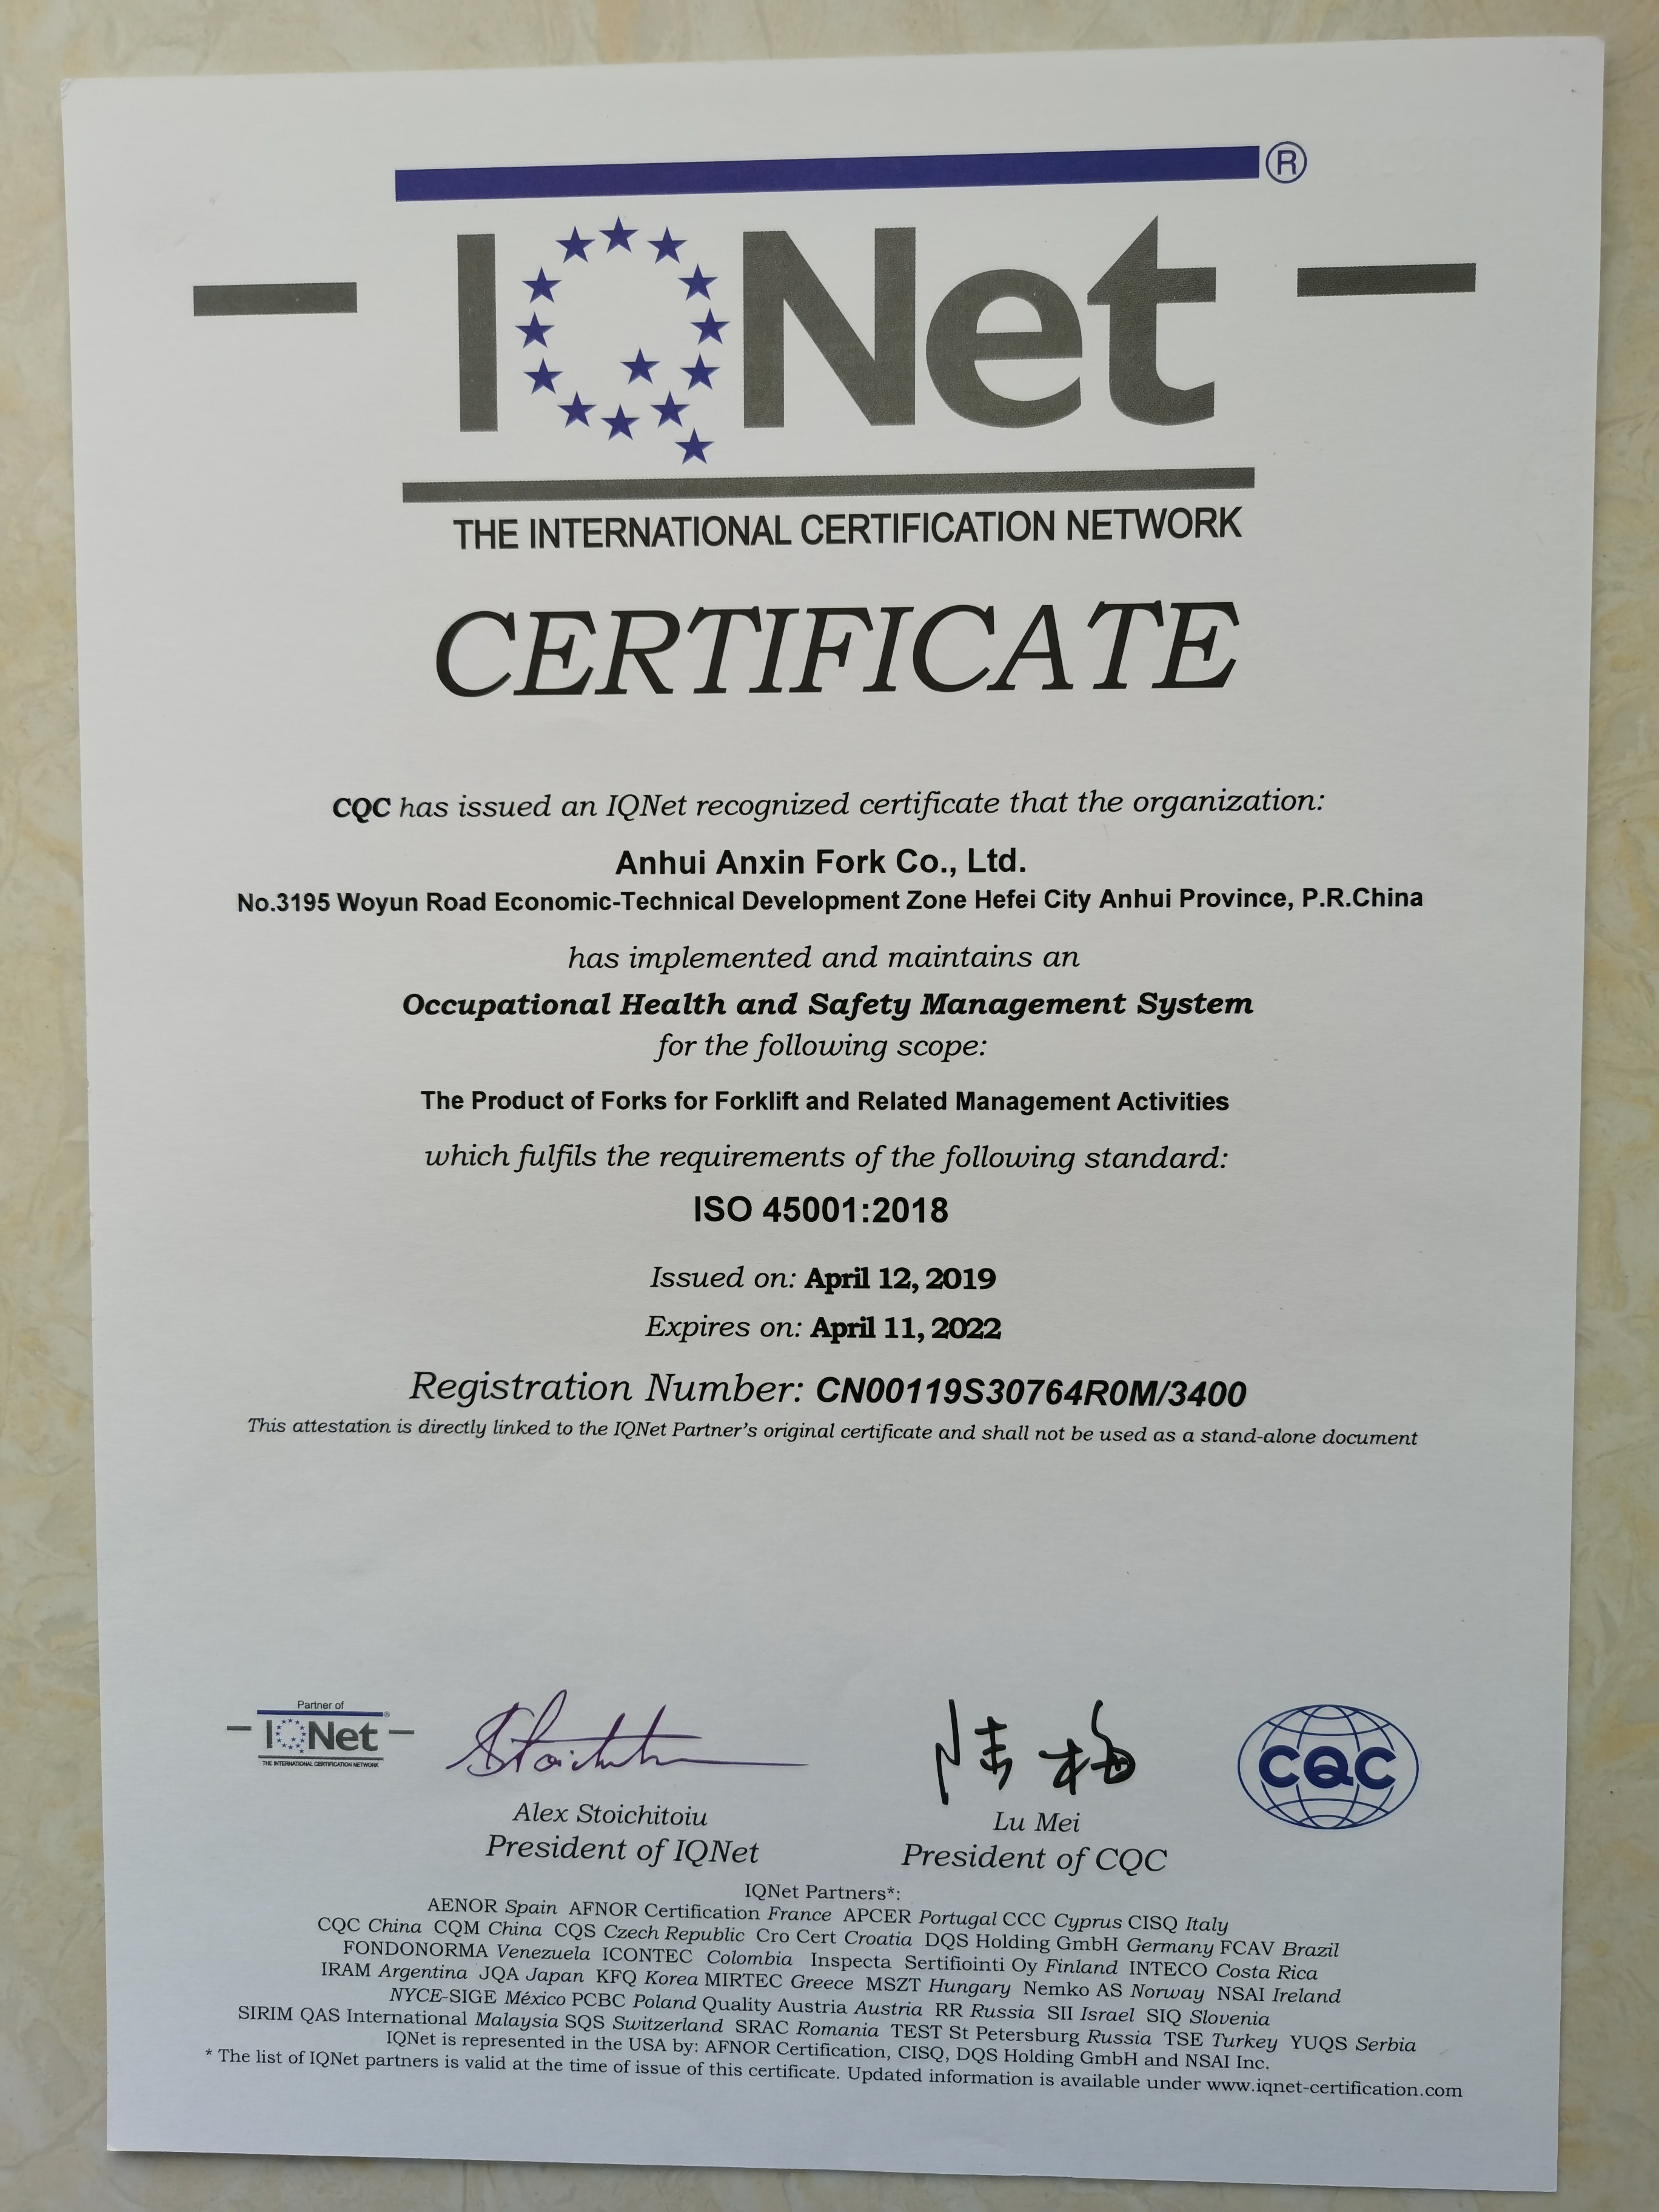 ®
IQNet
THE INTERNATIONAL CERTIFICATION NETWORK
CERTIFICATE
CQC has issued an IQNet recognized certificate that the organization:
Anhui Anxin Fork Co., Ltd.
No.3195 Woyun Road Economic-Technical Development Zone Hefei City Anhui Province, P.R.China
has implemented and maintains an
Occupational Health and Safety Management System
for the following scope:
The Product of Forks for Forklift and Related Management Activities
which fulfils the requirements of the following standard:
ISO 45001:2018
Issued on: April 12, 2019
Expires on: April 11, 2022
Registration Number: CN00119S30764R0M/3400
This attestation is directly linked to the IQNet Partner's original certificate and shall not be used as a stand-alone document
Partner of
IQNet®
THE INTERNATIONAL CERTIFICATION NETWORK
Stoichitoiu
陆梅
CQC
Alex Stoichitoiu
President of IQNet
Lu Mei
President of CQC
IQNet Partners*:
AENOR Spain AFNOR Certification France APCER Portugal CCC Cyprus CISQ Italy
CQC China CQM China CQS Czech Republic Cro Cert Croatia DQS Holding GmbH Germany FCAV Brazil
FONDONORMA Venezuela ICONTEC Colombia Inspecta Sertifiointi Oy Finland INTECO Costa Rica
IRAM Argentina JQA Japan KFQ Korea MIRTEC Greece MSZT Hungary Nemko AS Norway NSAI Ireland
NYCE-SIGE México PCBC Poland Quality Austria Austria RR Russia SII Israel SIQ Slovenia
SIRIM QAS International Malaysia SQS Switzerland SRAC Romania TEST St Petersburg Russia TSE Turkey YUQS Serbia
IQNet is represented in the USA by: AFNOR Certification, CISQ, DQS Holding GmbH and NSAI Inc.
* The list of IQNet partners is valid at the time of issue of this certificate. Updated information is available under www.iqnet-certification.com